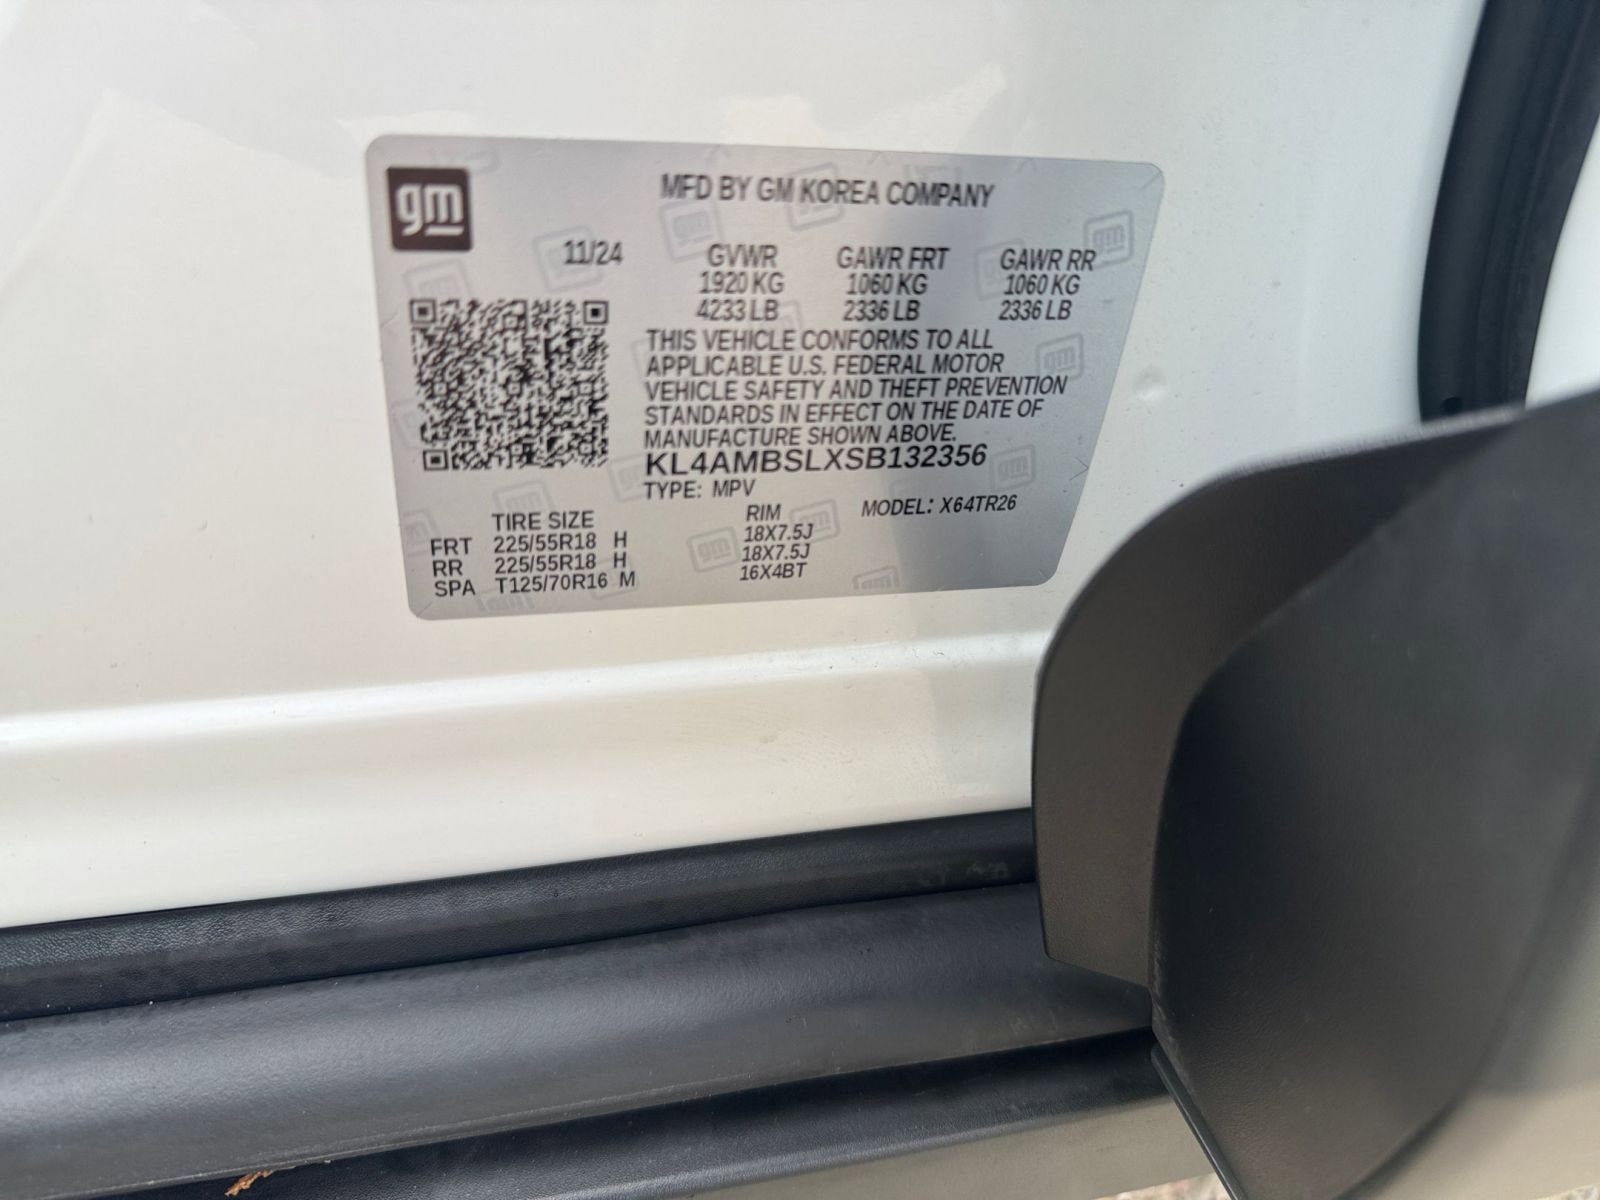 gm
MFD BY GM KOREA COMPANY
11/24 GVWR GAWR FRT GAWR RR
1920 KG 1060 KG 1060 KG
4233 LB 2336 LB 2336 LB
THIS VEHICLE CONFORMS TO ALL
APPLICABLE U.S. FEDERAL MOTOR
VEHICLE SAFETY AND THEFT PREVENTION
STANDARDS IN EFFECT ON THE DATE OF
MANUFACTURE SHOWN ABOVE.
KL4AMBSLXSB132356
TYPE: MPV
TIRE SIZE RIM MODEL: X64TR26
FRT 225/55R18 H 18X7.5J
RR 225/55R18 H 18X7.5J
SPA T125/70R16 M 16X4BT